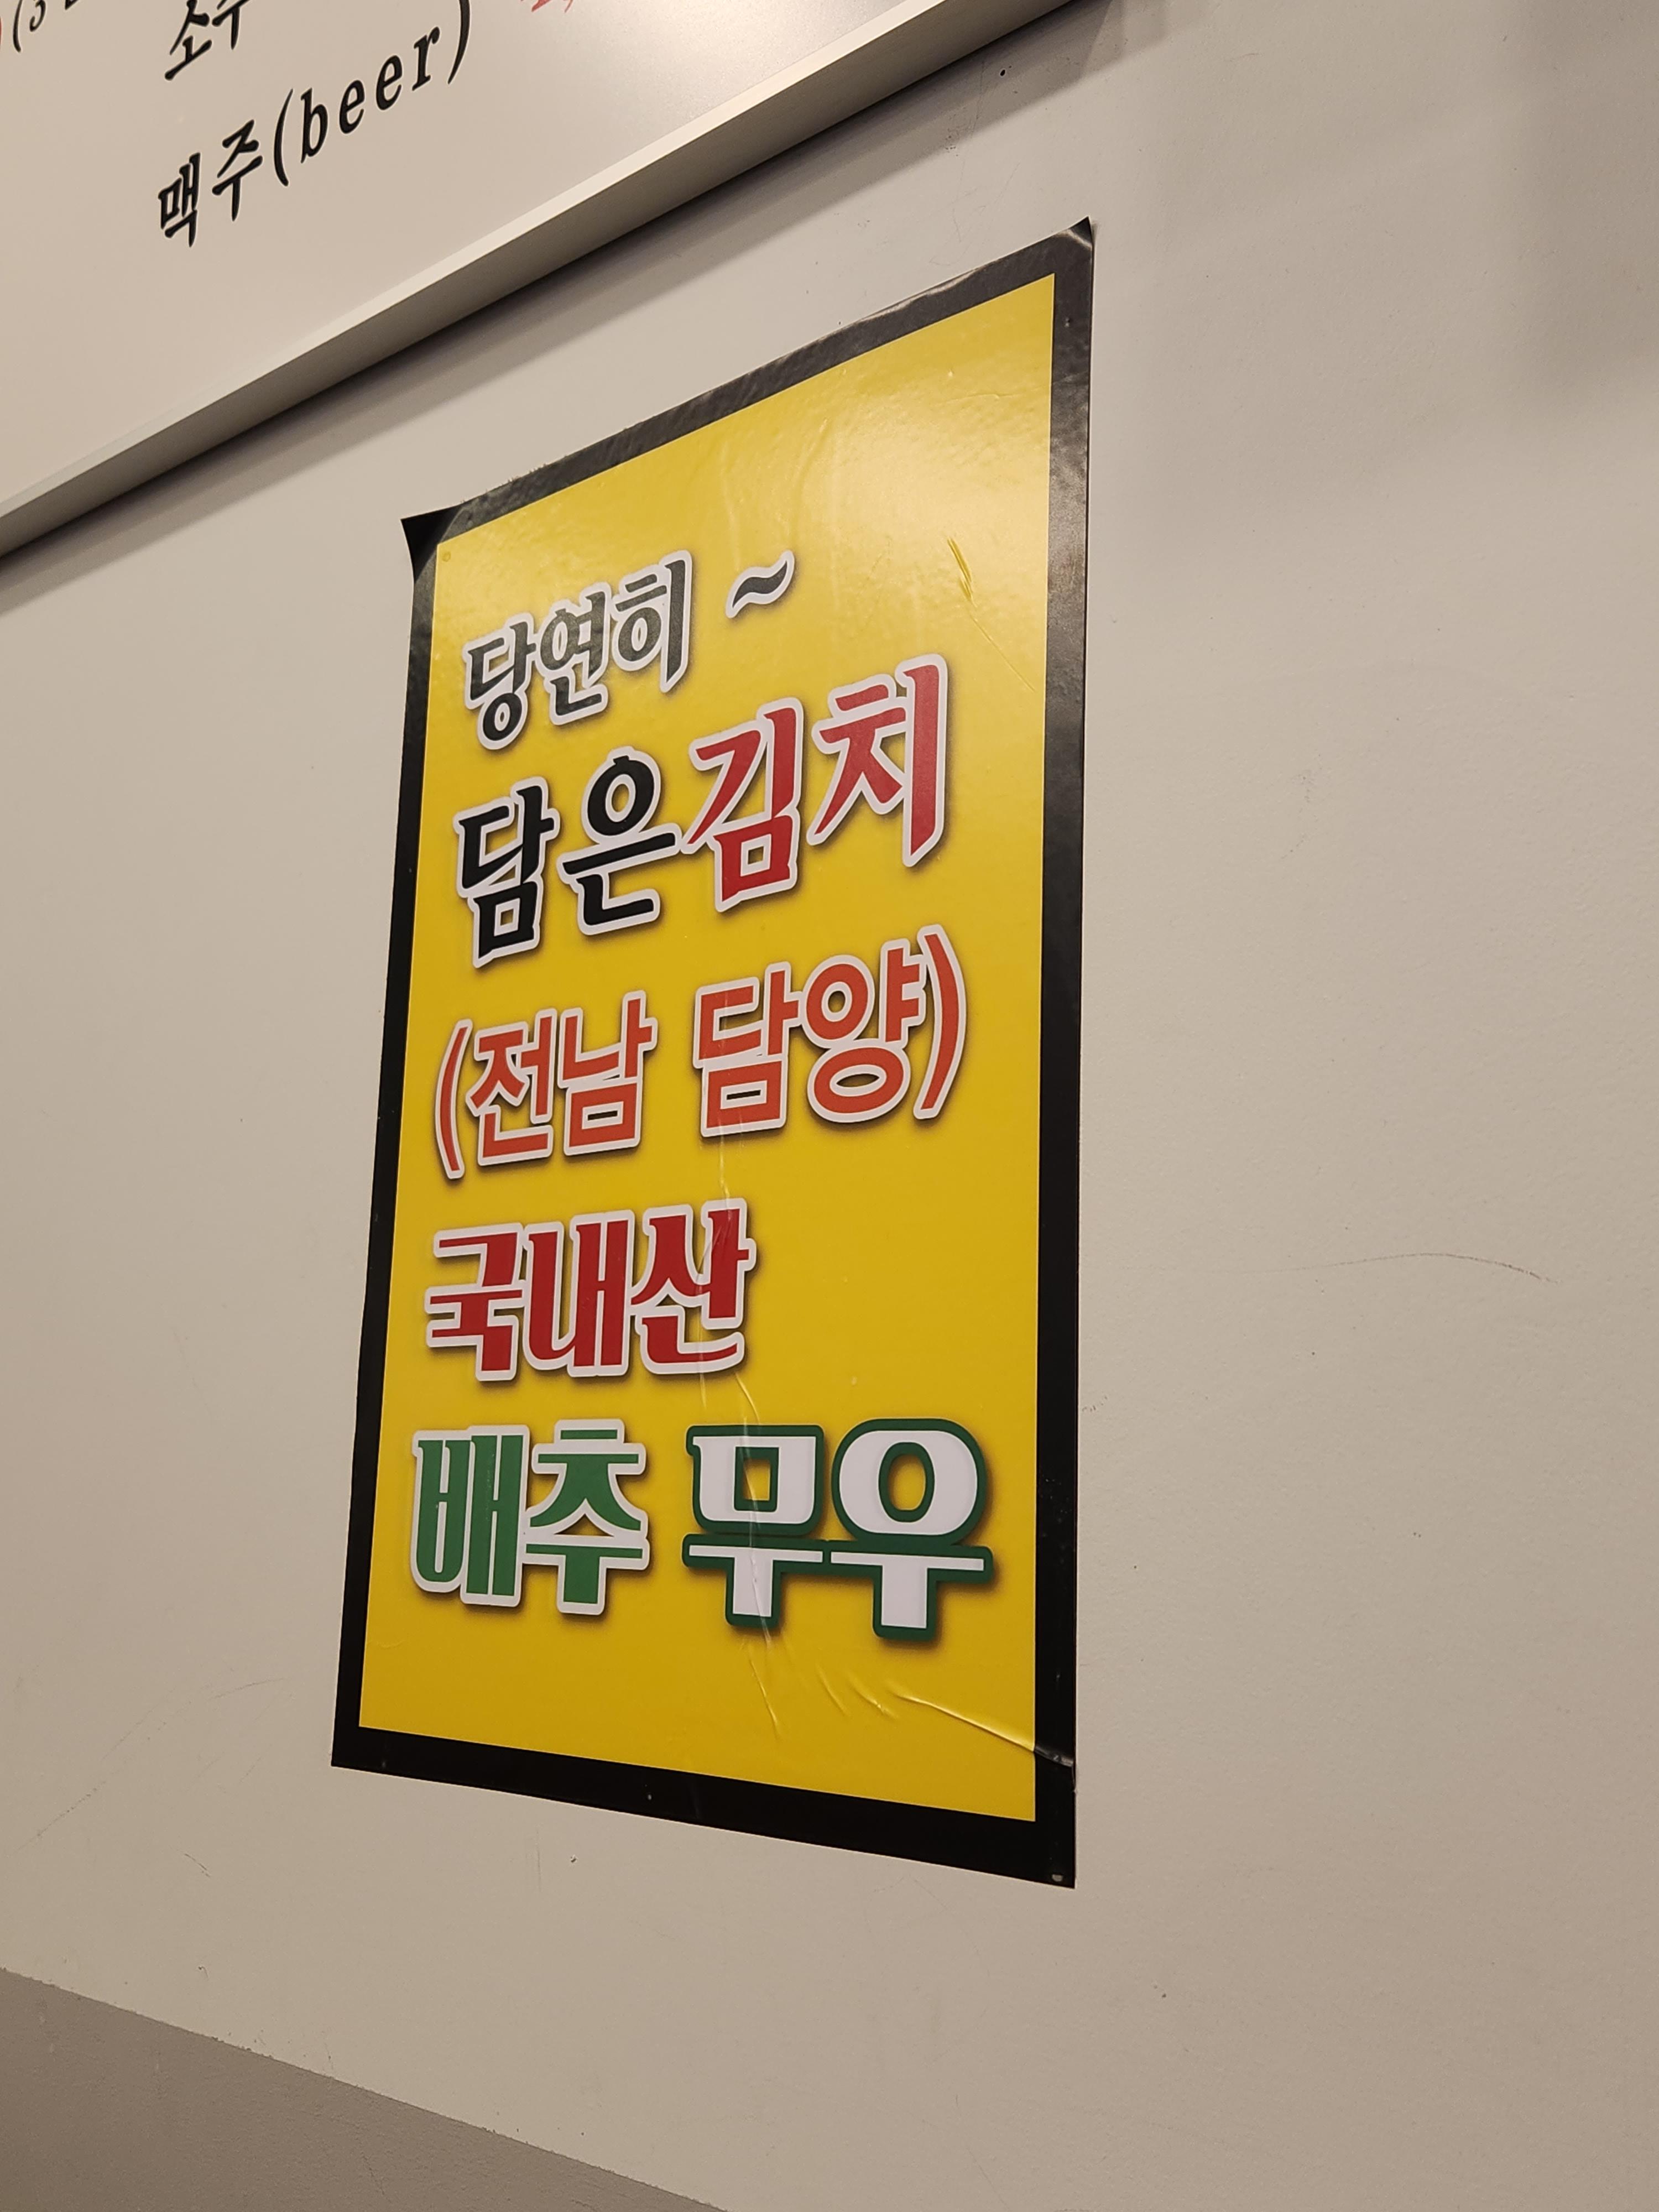 소주
맥주(beer)
당연히 ~
담은김치
(전남 담양)
국내산
배추 무우